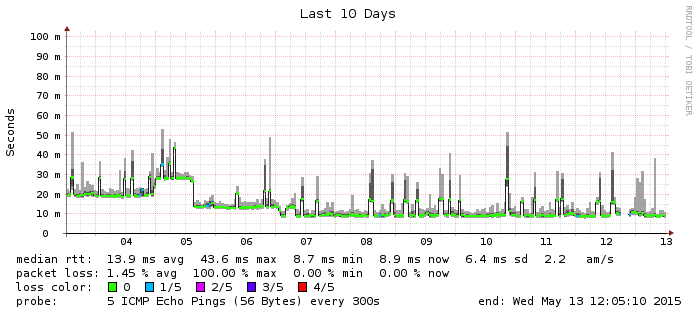 Last 10 Days
RRDTOOL / TOBI OETIKER
Seconds
100 m
90 m
80 m
70 m
60 m
50 m
40 m
30 m
20 m
10 m
0
04 05 06 07 08 09 10 11 12 13
median rtt: 13.9 ms avg 43.6 ms max 8.7 ms min 8.9 ms now 6.4 ms sd 2.2 am/s
packet loss: 1.45 % avg 100.00 % max 0.00 % min 0.00 % now
loss color: 0 1/5 2/5 3/5 4/5
probe: 5 ICMP Echo Pings (56 Bytes) every 300s end: Wed May 13 12:05:10 2015